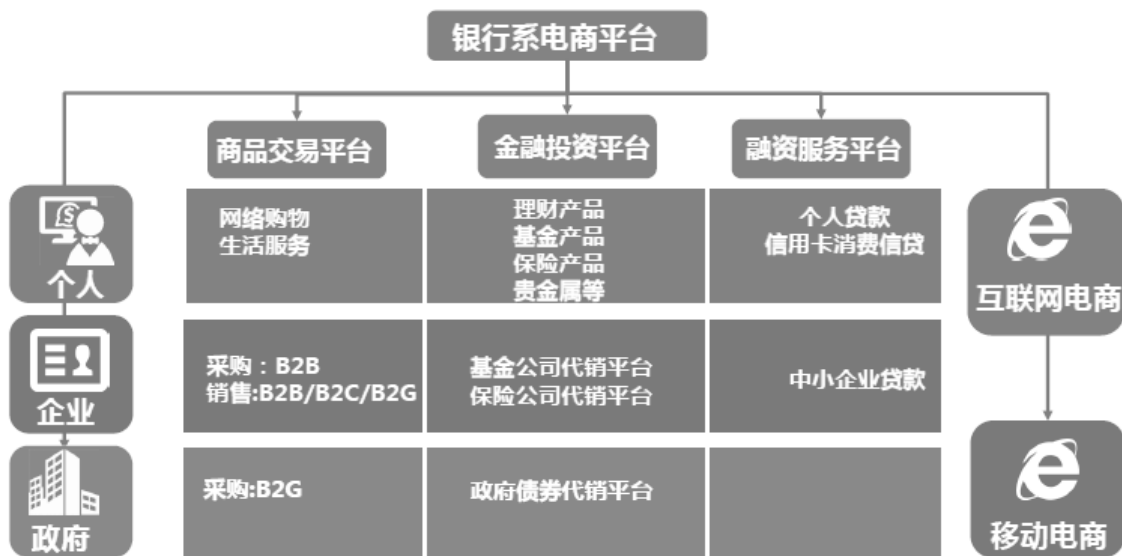 银行系电商平台
商品交易平台
金融投资平台
融资服务平台
个人
网络购物
生活服务
理财产品
基金产品
保险产品
贵金属等
个人贷款
信用卡消费信贷
互联网电商
企业
采购：B2B
销售:B2B/B2C/B2G
基金公司代销平台
保险公司代销平台
中小企业贷款
政府
采购:B2G
政府债券代销平台
移动电商